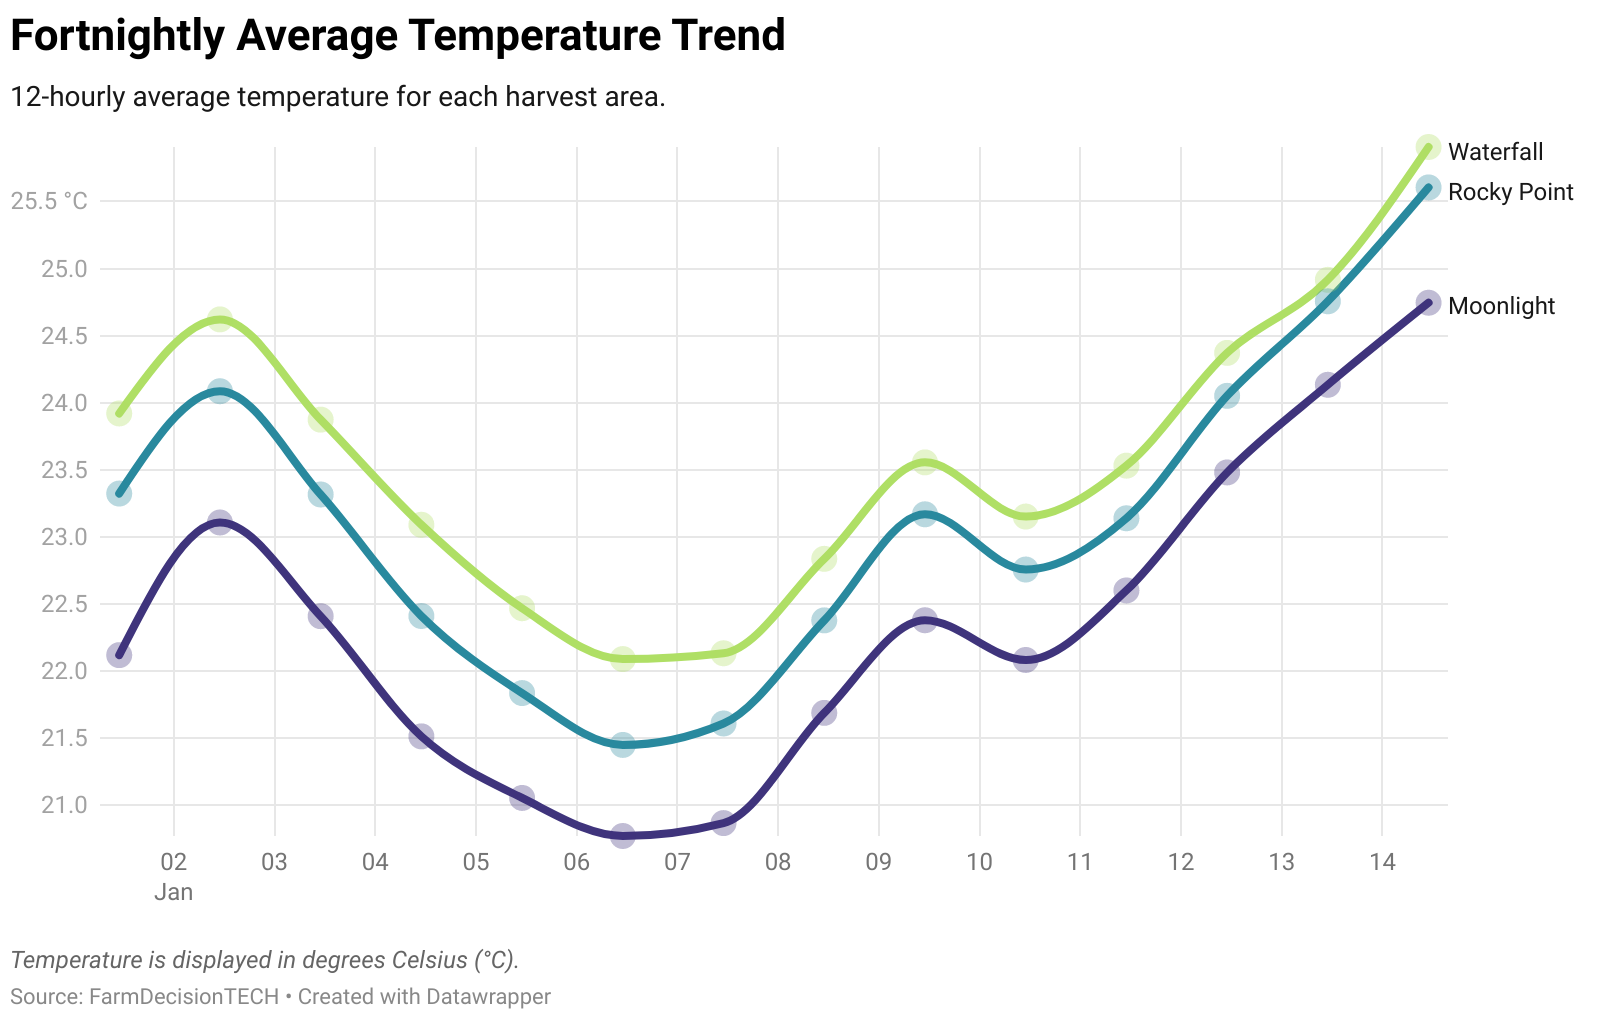 Fortnightly Average Temperature Trend
12-hourly average temperature for each harvest area.
Waterfall
25.5 °C
Rocky Point
25.0
Moonlight
24.5
24.0
23.5
23.0
22.5
22.0
21.5
21.0
02 03 04 05 06 07 08 09 10 11 12 13 14
Jan
Temperature is displayed in degrees Celsius (°C).
Source: FarmDecisionTECH • Created with Datawrapper